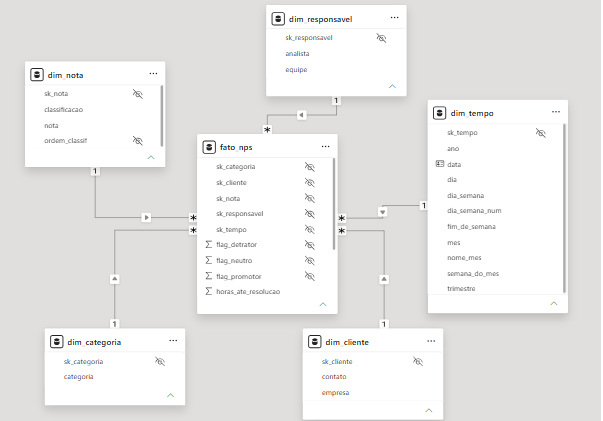 dim_responsavel
sk_responsavel
analista
equipe
dim_nota
sk_nota
classificacao
nota
ordem_classif
dim_tempo
sk_tempo
ano
data
dia
dia_semana
dia_semana_num
fim_de_semana
mes
nome_mes
semana_do_mes
trimestre
fato_nps
sk_categoria
sk_cliente
sk_nota
sk_responsavel
sk_tempo
flag_detrator
flag_neutro
flag_promotor
horas_ate_resolucao
dim_categoria
sk_categoria
categoria
dim_cliente
sk_cliente
contato
empresa
1
*
1
*
1
*
1
*
1
*